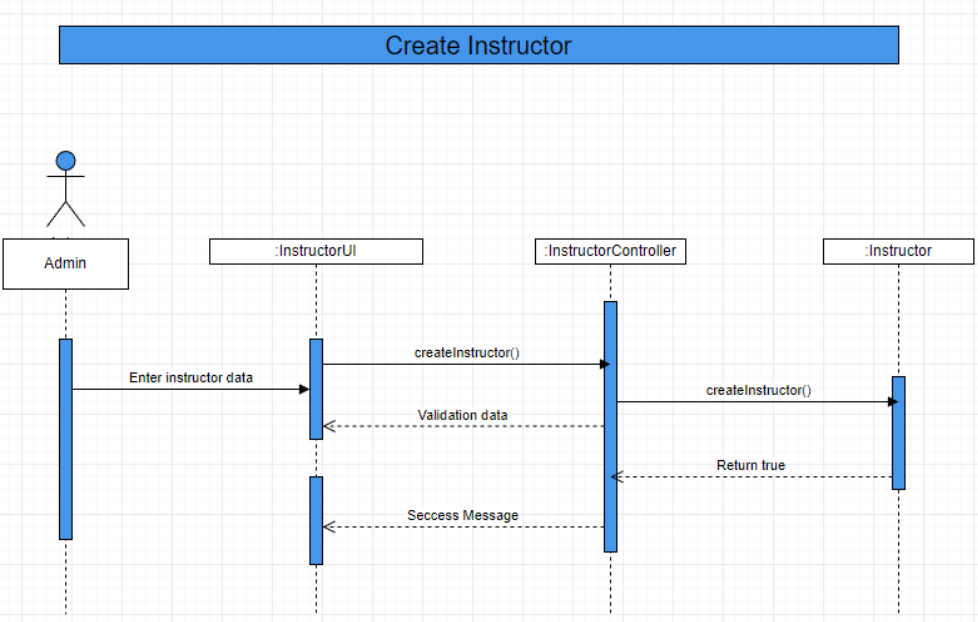 Create Instructor
Admin
:InstructorUI
:InstructorController
:Instructor
createInstructor()
Enter instructor data
createInstructor()
Validation data
Return true
Seccess Message